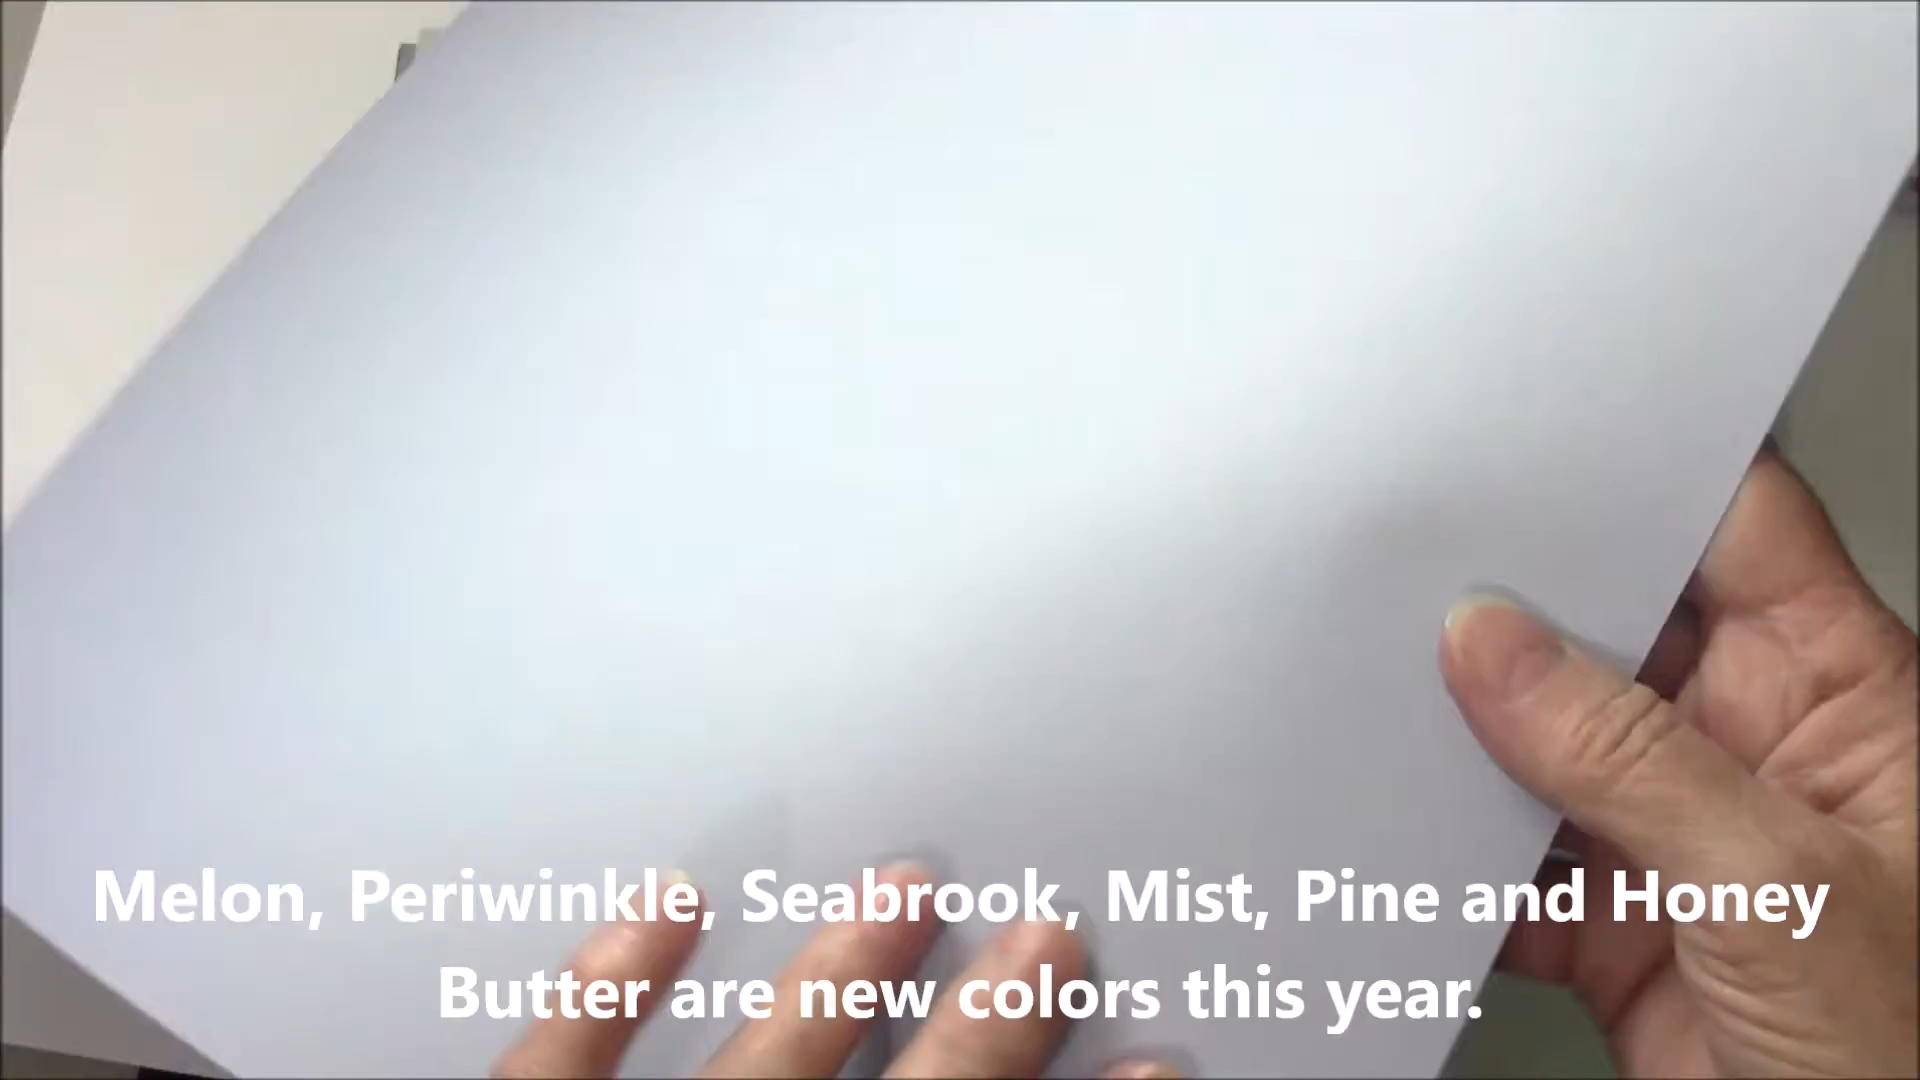 Melon, Periwinkle, Seabrook, Mist, Pine and Honey
Butter are new colors this year.